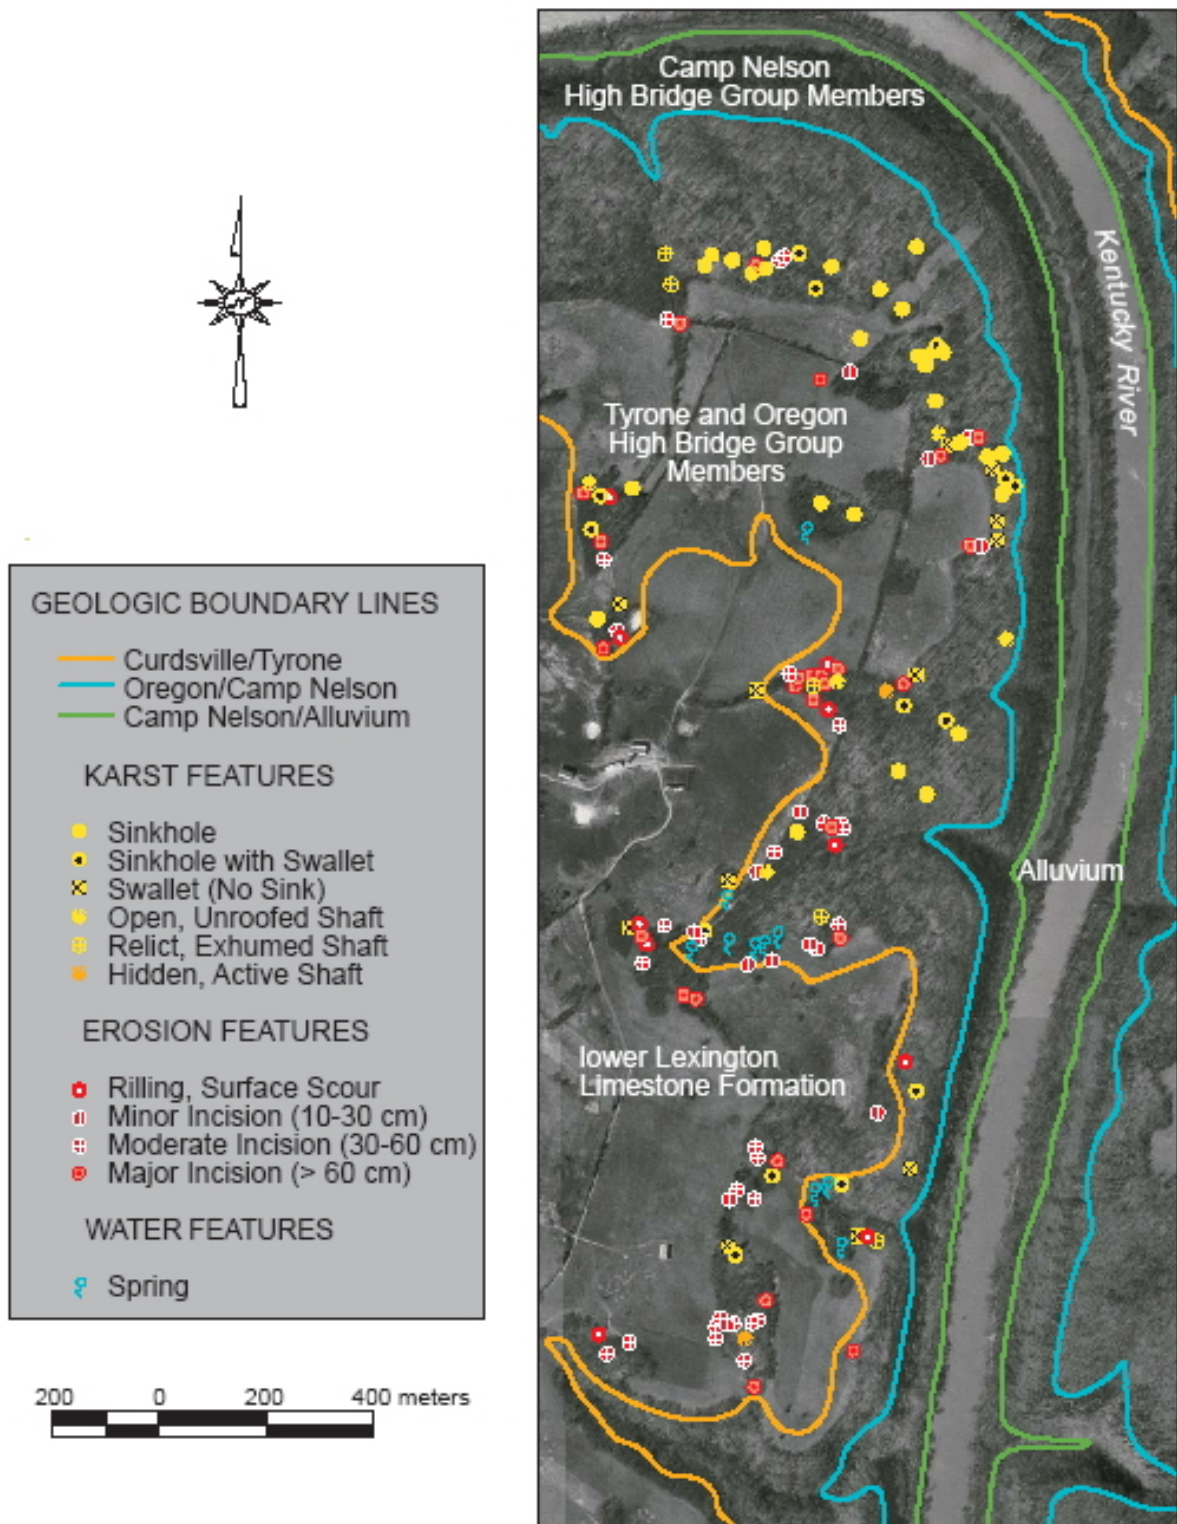 Camp Nelson
High Bridge Group Members
Kentucky River
Tyrone and Oregon
High Bridge Group
Members
GEOLOGIC BOUNDARY LINES
Curdsville/Tyrone
Oregon/Camp Nelson
Camp Nelson/Alluvium
KARST FEATURES
Sinkhole
Sinkhole with Swallet
Swallet (No Sink)
Open, Unroofed Shaft
Relict, Exhumed Shaft
Hidden, Active Shaft
EROSION FEATURES
Rilling, Surface Scour
Minor Incision (10-30 cm)
Moderate Incision (30-60 cm)
Major Incision (> 60 cm)
WATER FEATURES
Spring
Alluvium
lower Lexington
Limestone Formation
200 0 200 400 meters